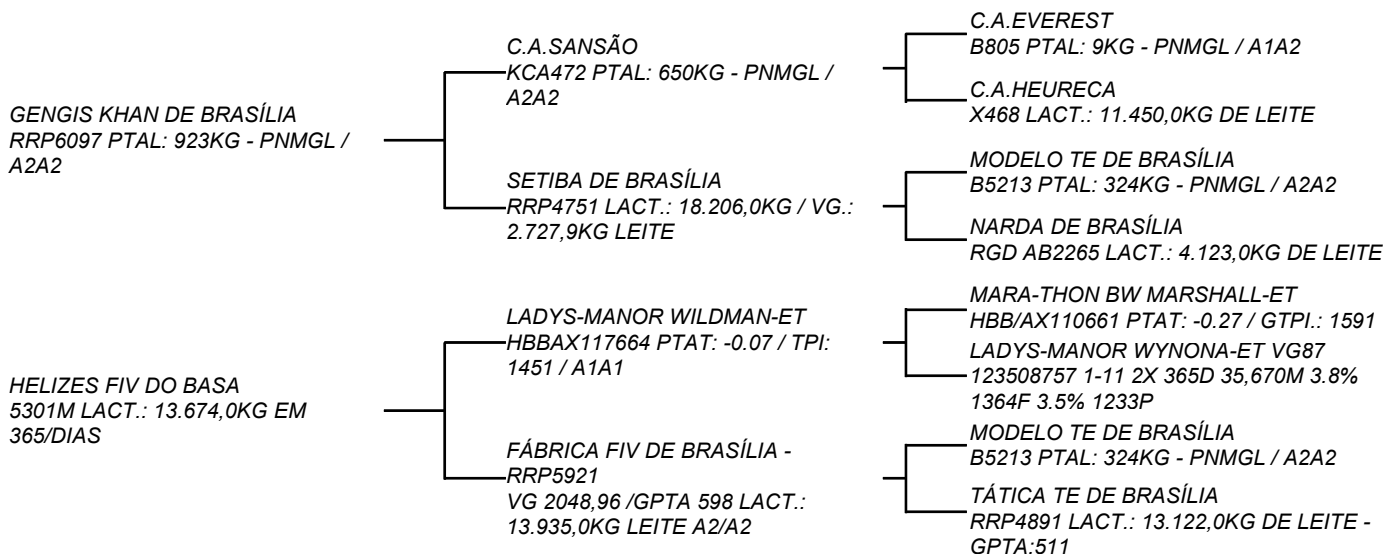 GENGIS KHAN DE BRASÍLIA
RRP6097 PTAL: 923KG - PNMGL /
A2A2
HELIZES FIV DO BASA
5301M LACT.: 13.674,0KG EM
365/DIAS
C.A.SANSÃO
KCA472 PTAL: 650KG - PNMGL /
A2A2
SETIBA DE BRASÍLIA
RRP4751 LACT.: 18.206,0KG / VG.:
2.727,9KG LEITE
LADYS-MANOR WILDMAN-ET
HBBAX117664 PTAT: -0.07 / TPI:
1451 / A1A1
FÁBRICA FIV DE BRASÍLIA -
RRP5921
VG 2048,96 /GPTA 598 LACT.:
13.935,0KG LEITE A2/A2
C.A.EVEREST
B805 PTAL: 9KG - PNMGL / A1A2
C.A.HEURECA
X468 LACT.: 11.450,0KG DE LEITE
MODELO TE DE BRASÍLIA
B5213 PTAL: 324KG - PNMGL / A2A2
NARDA DE BRASÍLIA
RGD AB2265 LACT.: 4.123,0KG DE LEITE
MARA-THON BW MARSHALL-ET
HBB/AX110661 PTAT: -0.27 / GTPI.: 1591
LADYS-MANOR WYNONA-ET VG87
123508757 1-11 2X 365D 35,670M 3.8%
1364F 3.5% 1233P
MODELO TE DE BRASÍLIA
B5213 PTAL: 324KG - PNMGL / A2A2
TÁTICA TE DE BRASÍLIA
RRP4891 LACT.: 13.122,0KG DE LEITE -
GPTA:511